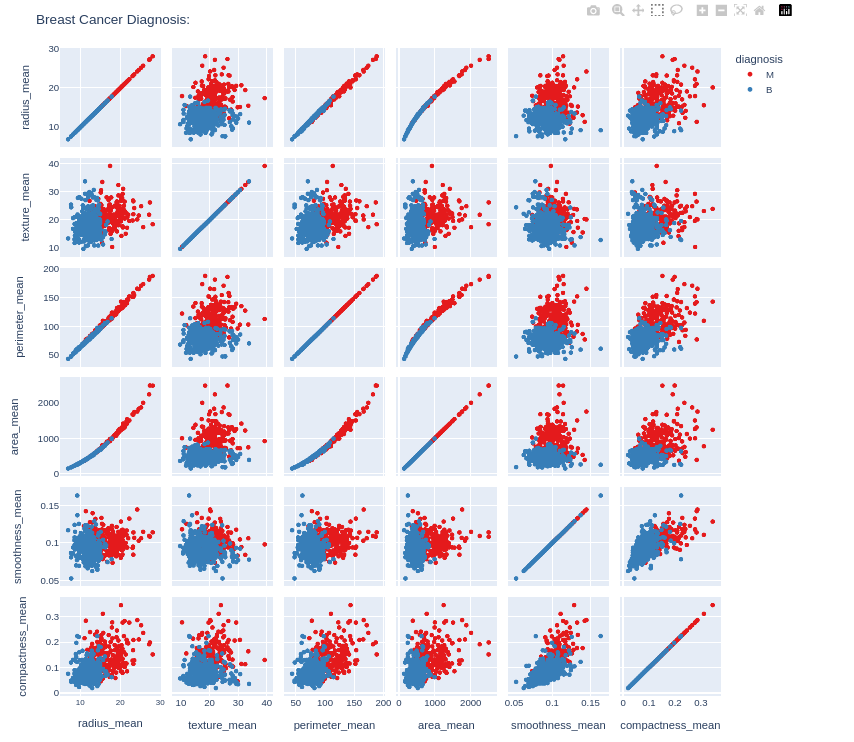 Breast Cancer Diagnosis:
diagnosis
M
B
radius_mean
30
20
10
texture_mean
40
30
20
10
perimeter_mean
200
150
100
50
area_mean
2000
1000
0
smoothness_mean
0.15
0.1
0.05
compactness_mean
0.3
0.2
0.1
0
10 20 30 10 20 30 40 50 100 150 200 0 1000 2000 0.05 0.1 0.15 0 0.1 0.2 0.3
radius_mean texture_mean perimeter_mean area_mean smoothness_mean compactness_mean